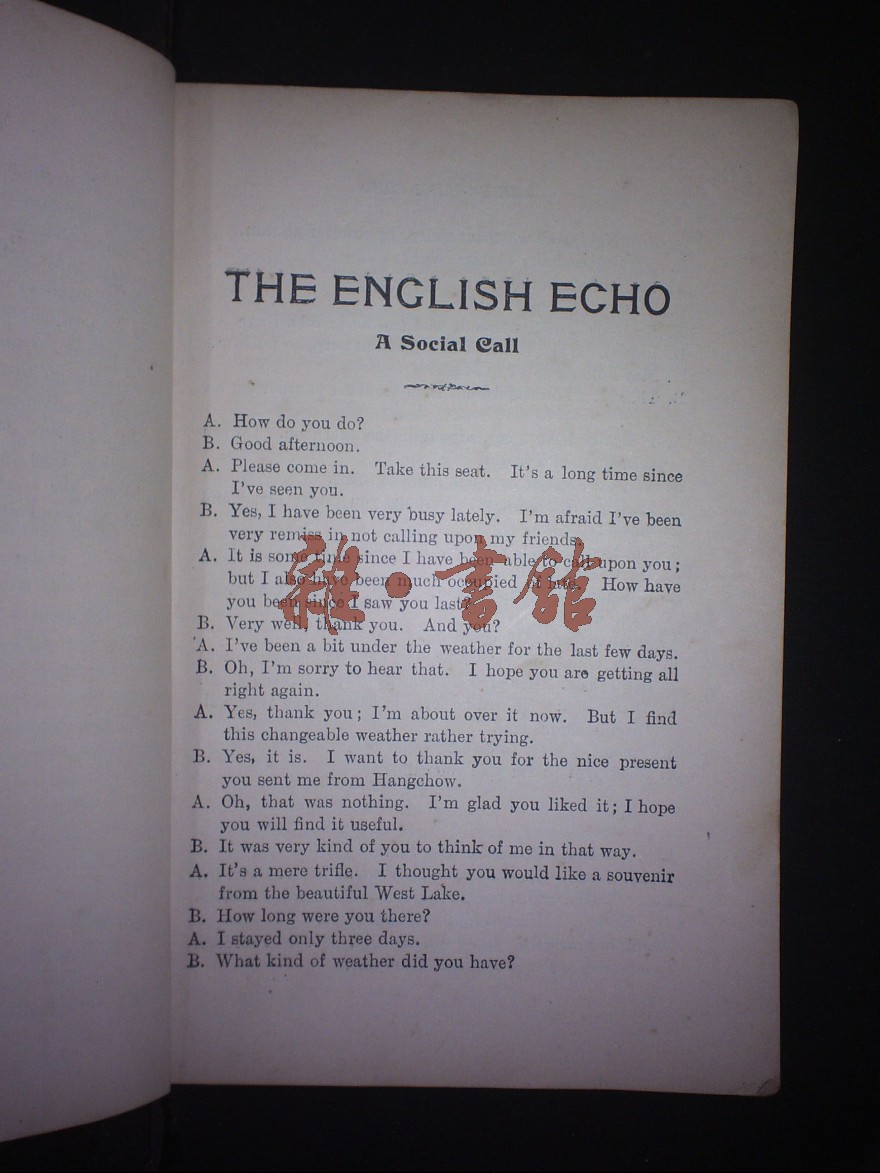 THE ENGLISH ECHO
A Social Call
A. How do you do?
B. Good afternoon.
A. Please come in. Take this seat. It's a long time since
I've seen you.
B. Yes, I have been very busy lately. I'm afraid I've been
very remiss in not calling upon my friends.
A. It is some time since I have been able to call upon you;
but I also have been much occupied of late. How have
you been since I saw you last?
雜·書館
B. Very well, thank you. And you?
A. I've been a bit under the weather for the last few days.
B. Oh, I'm sorry to hear that. I hope you are getting all
right again.
A. Yes, thank you; I'm about over it now. But I find
this changeable weather rather trying.
B. Yes, it is. I want to thank you for the nice present
you sent me from Hangchow.
A. Oh, that was nothing. I'm glad you liked it; I hope
you will find it useful.
B. It was very kind of you to think of me in that way.
A. It's a mere trifle. I thought you would like a souvenir
from the beautiful West Lake.
B. How long were you there?
A. I stayed only three days.
B. What kind of weather did you have?